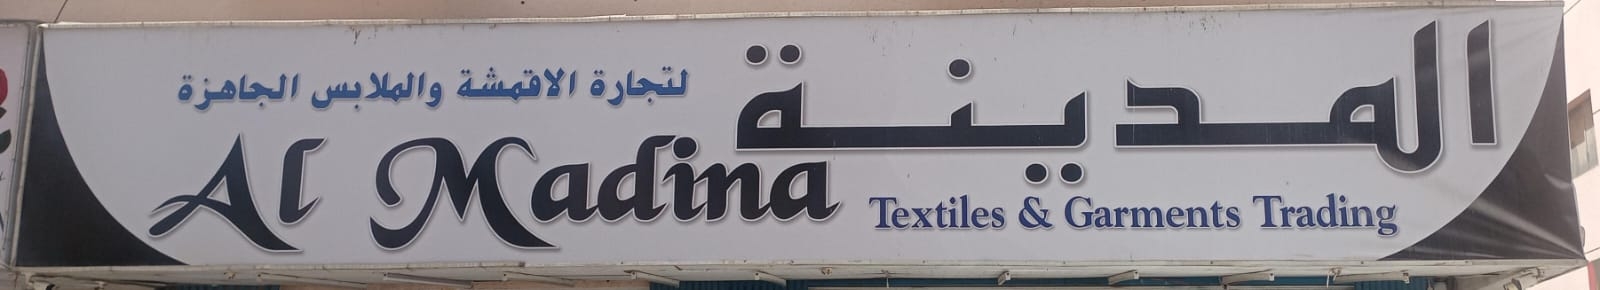 المدينة
لتجارة الاقمشة والملابس الجاهزة
Al Madina
Textiles & Garments Trading